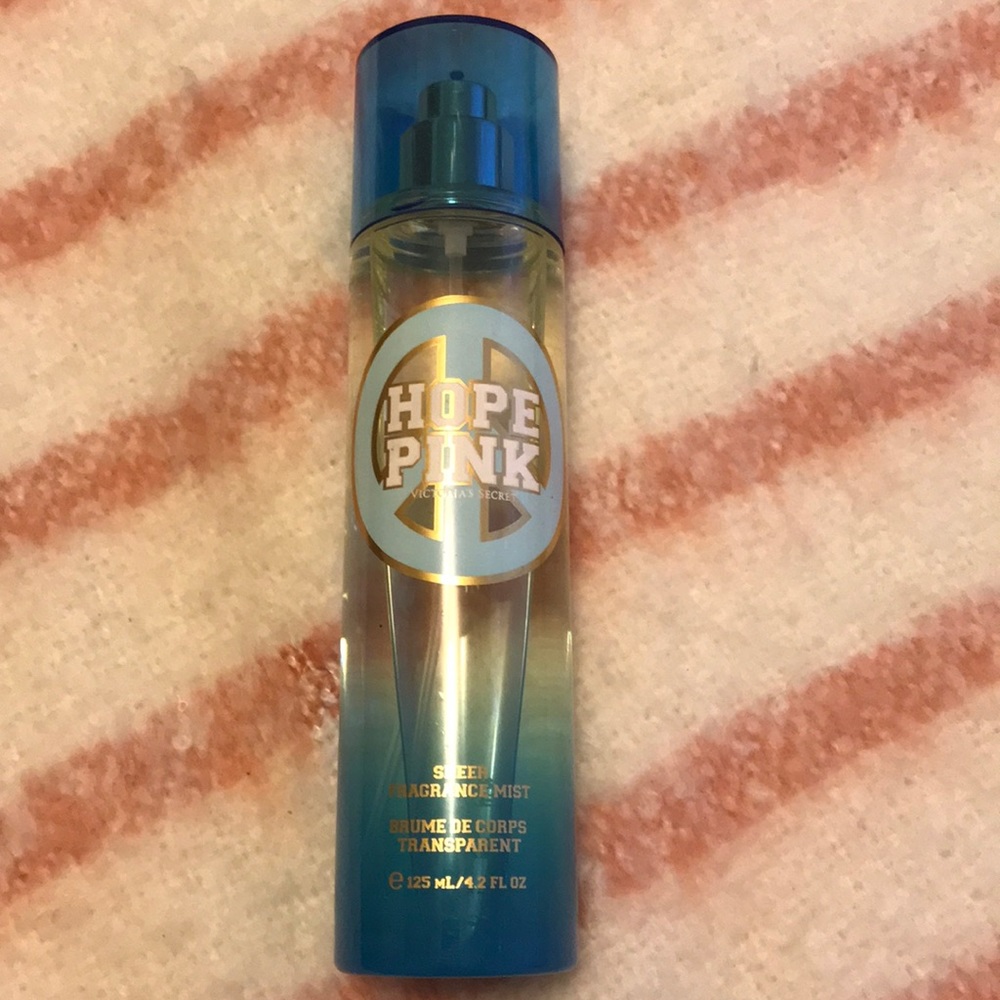 HOPE
PINK
VICTORIA'S SECRET
SHEER
FRAGRANCE MIST
BRUME DE CORPS
TRANSPARENT
e 125 mL/4.2 FL OZ